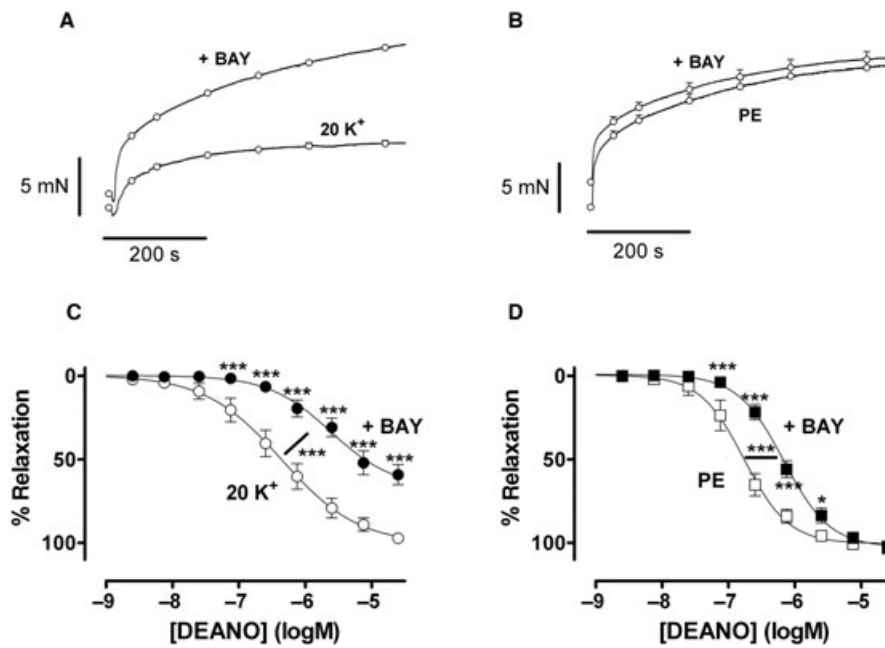 A
+ BAY
20 K⁺
5 mN
200 s
B
+ BAY
PE
5 mN
200 s
C
0
50
100
% Relaxation
***
***
***
***
***
***
***
+ BAY
20 K⁺
–9 –8 –7 –6 –5
[DEANO] (logM)
D
0
50
100
% Relaxation
***
***
***
***
*
+ BAY
PE
–9 –8 –7 –6 –5
[DEANO] (logM)